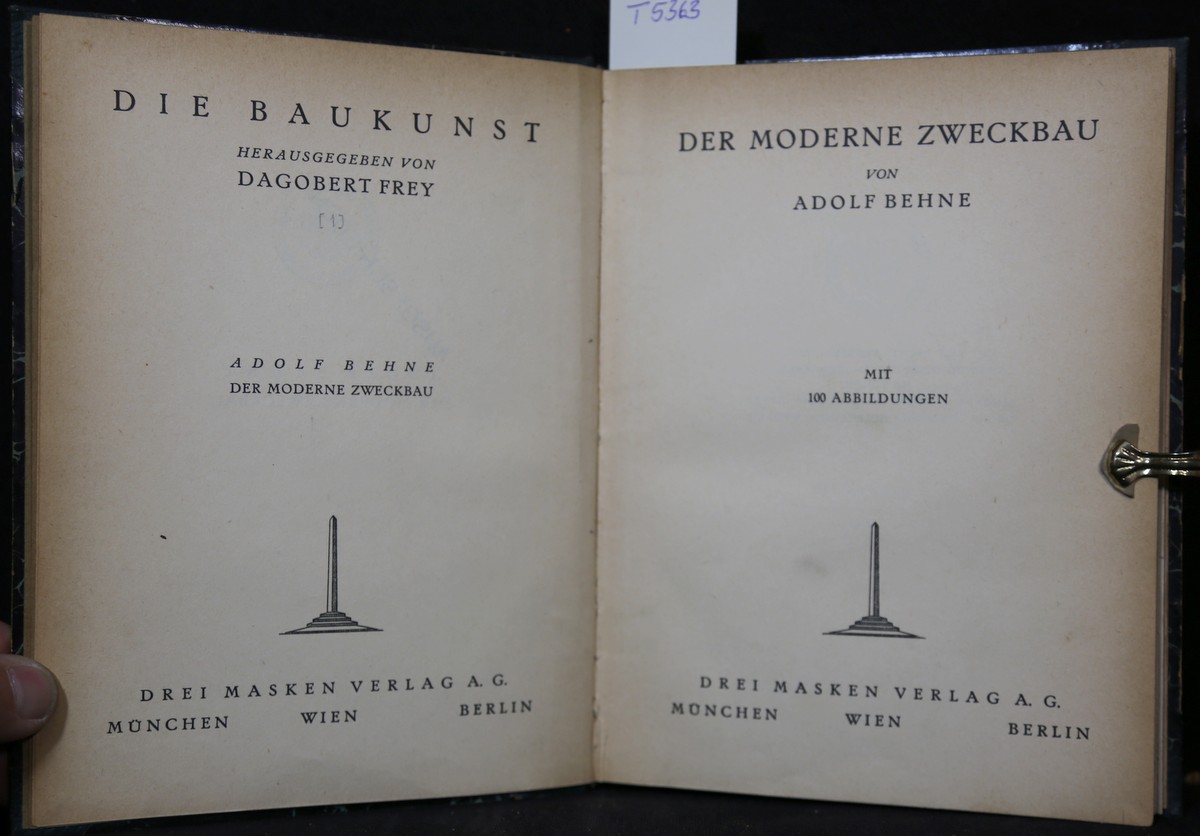 T 5363
DIE BAUKUNST
HERAUSGEGEBEN VON
DAGOBERT FREY
[1]
ADOLF BEHNE
DER MODERNE ZWECKBAU
DREI MASKEN VERLAG A. G.
MÜNCHEN WIEN BERLIN
DER MODERNE ZWECKBAU
VON
ADOLF BEHNE
MIT
100 ABBILDUNGEN
DREI MASKEN VERLAG A. G.
MÜNCHEN WIEN BERLIN